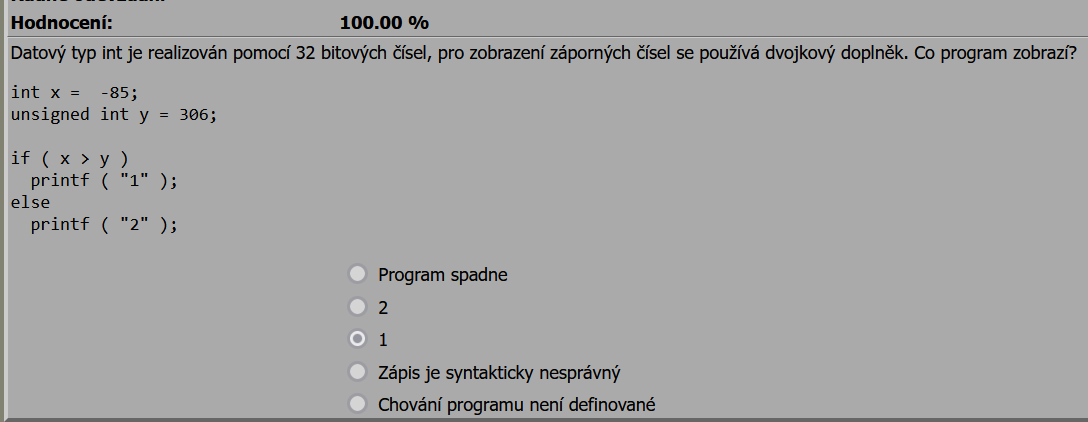 Hodnocení: 100.00 %
Datový typ int je realizován pomocí 32 bitových čísel, pro zobrazení záporných čísel se používá dvojkový doplněk. Co program zobrazí?
int x =  -85;
unsigned int y = 306;
if ( x > y )
  printf ( "1" );
else
  printf ( "2" );
Program spadne
2
1
Zápis je syntakticky nesprávný
Chování programu není definované